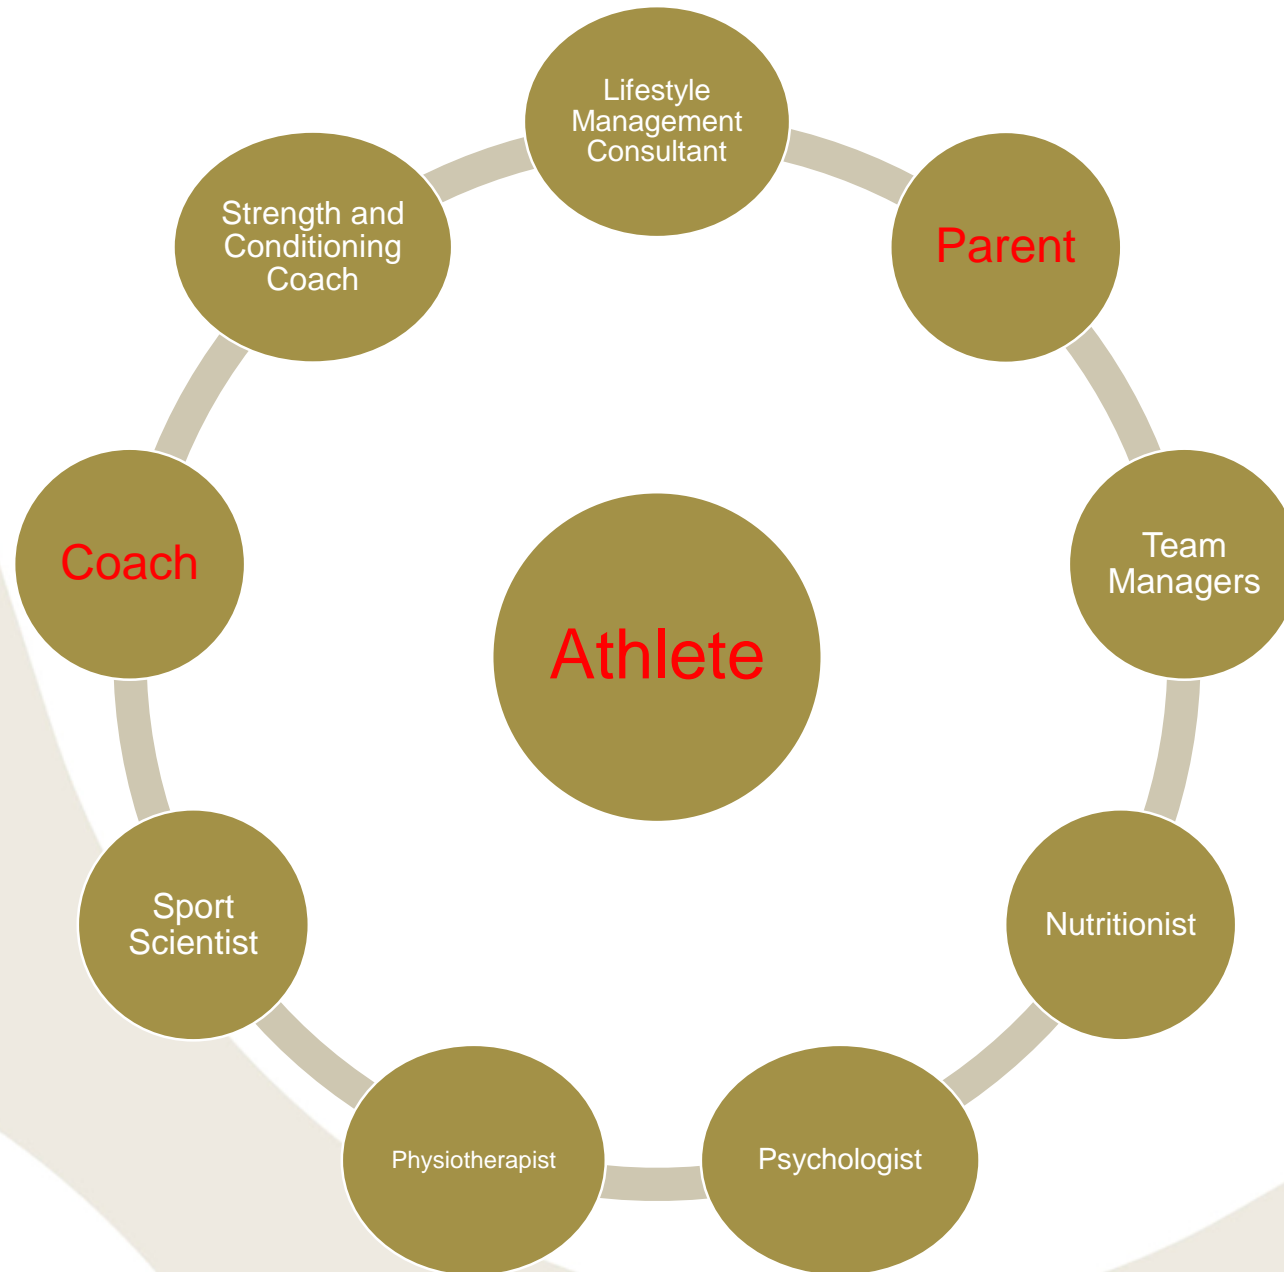 Lifestyle
Management
Consultant
Parent
Team
Managers
Nutritionist
Psychologist
Physiotherapist
Sport
Scientist
Coach
Strength and
Conditioning
Coach
Athlete